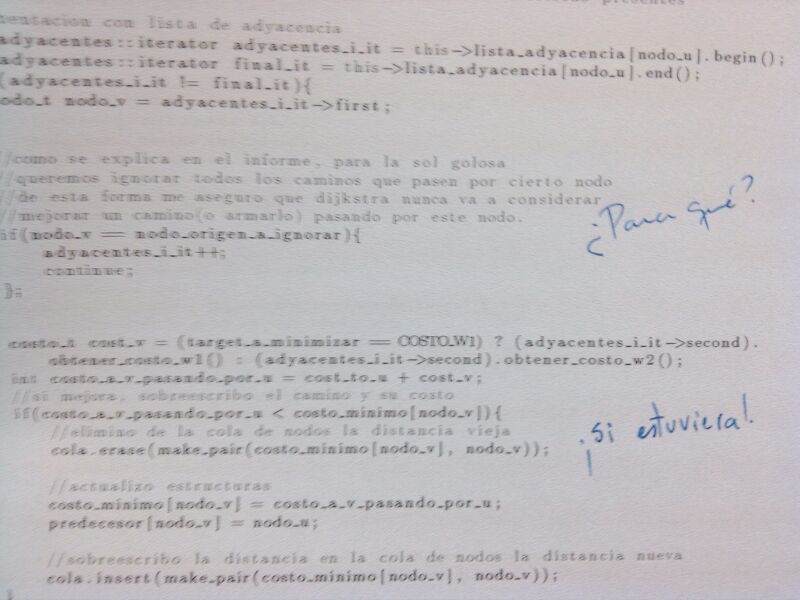 mentacion con lista de adyacencia
adyacentes::iterator adyacentes_i_it = this->lista_adyacencia[nodo_u].begin();
adyacentes::iterator final_it = this->lista_adyacencia[nodo_u].end();
(adyacentes_i_it != final_it){
odo_t nodo_v = adyacentes_i_it->first;
//como se explica en el informe, para la sol golosa
//queremos ignorar todos los caminos que pasen por cierto nodo
//de esta forma me aseguro que dijkstra nunca va a considerar
//mejorar un camino(o armarlo) pasando por este nodo.
¿Para qué?
if(nodo_v == nodo_origen_a_ignorar){
adyacentes_i_it++;
continue;
};
costo_t cost_v = (target_a_minimizar == COSTO_W1) ? (adyacentes_i_it->second).
obtener_costo_w1() : (adyacentes_i_it->second).obtener_costo_w2();
int costo_a_v_pasando_por_u = cost_to_u + cost_v;
//si mejora, sobreescribo el camino y su costo
if(costo_a_v_pasando_por_u < costo_minimo[nodo_v]){
//elimino de la cola de nodos la distancia vieja
¡si estuviera!
cola.erase(make_pair(costo_minimo[nodo_v], nodo_v));
//actualizo estructuras
costo_minimo[nodo_v] = costo_a_v_pasando_por_u;
predecesor[nodo_v] = nodo_u;
//sobreescribo la distancia en la cola de nodos la distancia nueva
cola.insert(make_pair(costo_minimo[nodo_v], nodo_v));